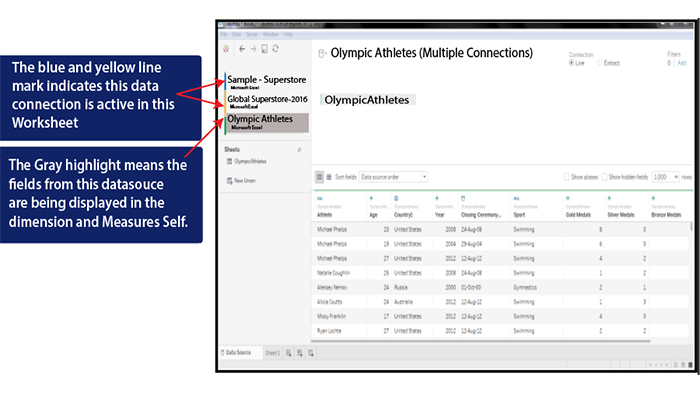 File Data Server Window Help
The blue and yellow line
mark indicates this data
connection is active in this
Worksheet
The Gray highlight means the
fields from this datasouce
are being displayed in the
dimension and Measures Self.
Sample - Superstore
Microsoft Excel
Global Superstore-2016
Microsoft Excel
Olympic Athletes
Microsoft Excel
Sheets
OlympicAthletes
New Union
Olympic Athletes (Multiple Connections)
Connection
Live Extract
Filters
0 Add
OlympicAthletes
Sort fields Data source order
Show aliases Show hidden fields 1,000 rows
Athlete Age Country1 Year Closing Ceremony... Sport Gold Medals Silver Medals Bronze Medals
Michael Phelps 23 United States 2008 24-Aug-08 Swimming 8 0
Michael Phelps 19 United States 2004 29-Aug-04 Swimming 6 0
Michael Phelps 27 United States 2012 12-Aug-12 Swimming 4 2
Natalie Coughlin 25 United States 2008 24-Aug-08 Swimming 1 2
Aleksey Nemov 24 Russia 2000 01-Oct-00 Gymnastics 2 1
Alicia Coutts 24 Australia 2012 12-Aug-12 Swimming 1 3
Missy Franklin 17 United States 2012 12-Aug-12 Swimming 4 0
Ryan Lochte 27 United States 2012 12-Aug-12 Swimming 2 2
Data Source Sheet 1